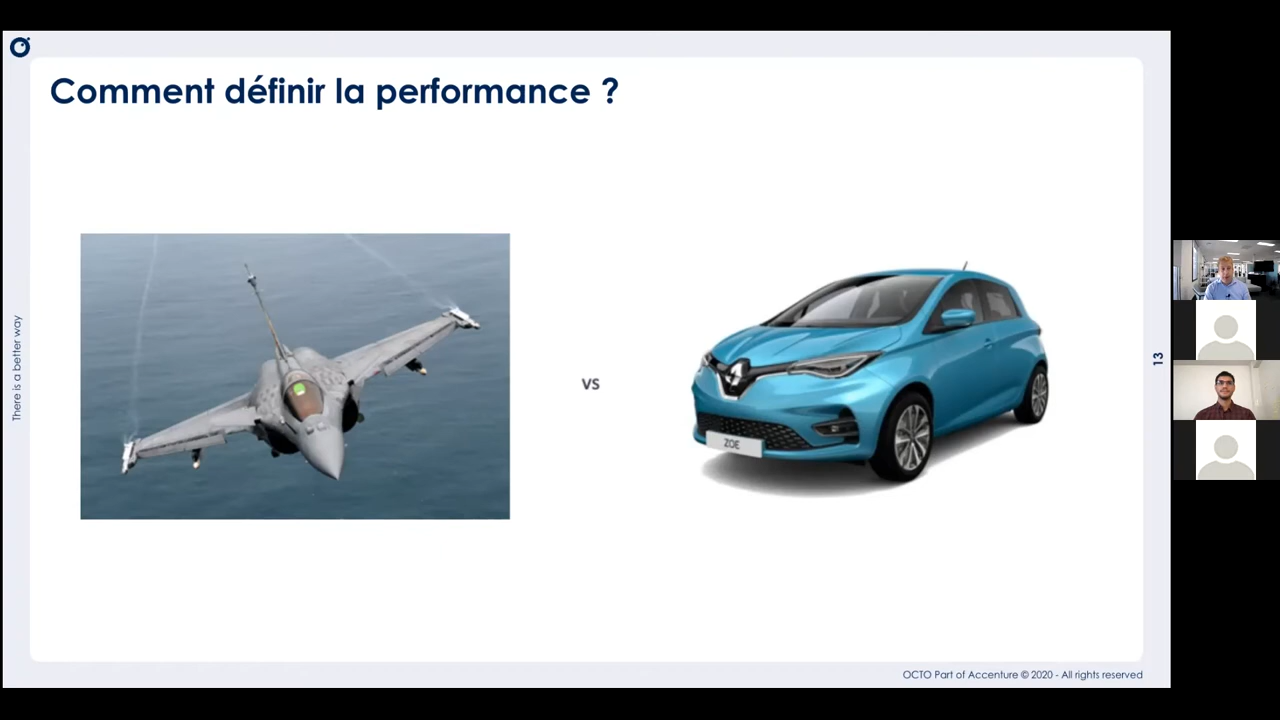 Comment définir la performance ?
There is a better way
vs
ZOE
13
OCTO Part of Accenture © 2020 - All rights reserved